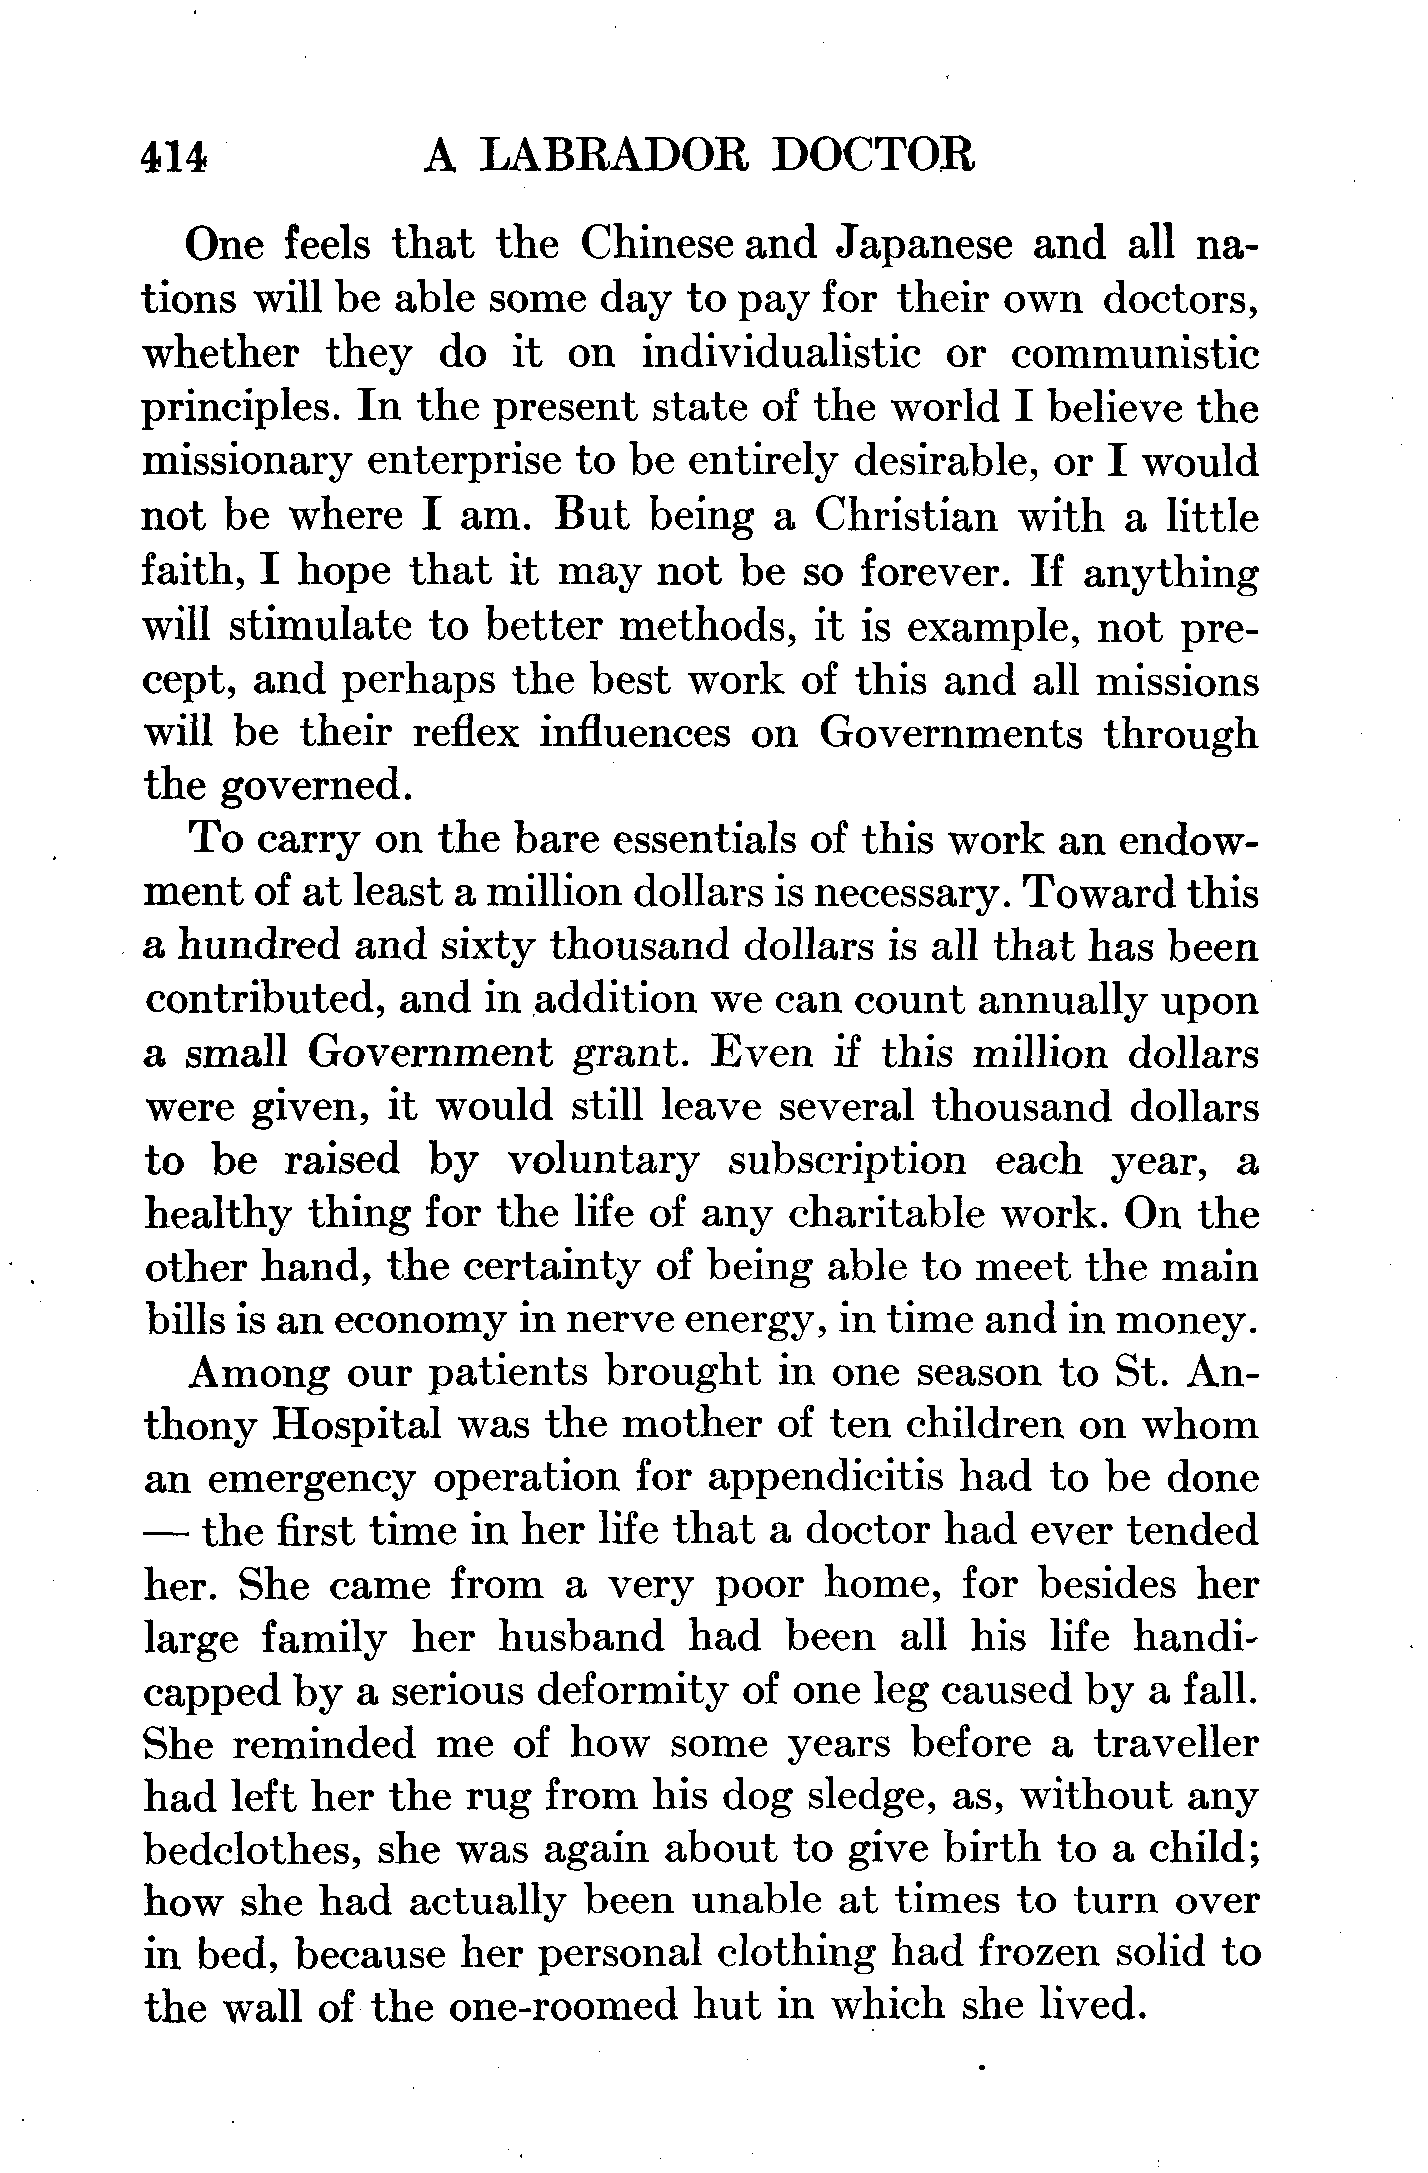 414 A LABRADOR DOCTOR
One feels that the Chinese and Japanese and all na-
tions will be able some day to pay for their own doctors,
whether they do it on individualistic or communistic
principles. In the present state of the world I believe the
missionary enterprise to be entirely desirable, or I would
not be where I am. But being a Christian with a little
faith, I hope that it may not be so forever. If anything
will stimulate to better methods, it is example, not pre-
cept, and perhaps the best work of this and all missions
will be their reflex influences on Governments through
the governed.
To carry on the bare essentials of this work an endow-
ment of at least a million dollars is necessary. Toward this
a hundred and sixty thousand dollars is all that has been
contributed, and in addition we can count annually upon
a small Government grant. Even if this million dollars
were given, it would still leave several thousand dollars
to be raised by voluntary subscription each year, a
healthy thing for the life of any charitable work. On the
other hand, the certainty of being able to meet the main
bills is an economy in nerve energy, in time and in money.
Among our patients brought in one season to St. An-
thony Hospital was the mother of ten children on whom
an emergency operation for appendicitis had to be done
— the first time in her life that a doctor had ever tended
her. She came from a very poor home, for besides her
large family her husband had been all his life handi-
capped by a serious deformity of one leg caused by a fall.
She reminded me of how some years before a traveller
had left her the rug from his dog sledge, as, without any
bedclothes, she was again about to give birth to a child;
how she had actually been unable at times to turn over
in bed, because her personal clothing had frozen solid to
the wall of the one-roomed hut in which she lived.